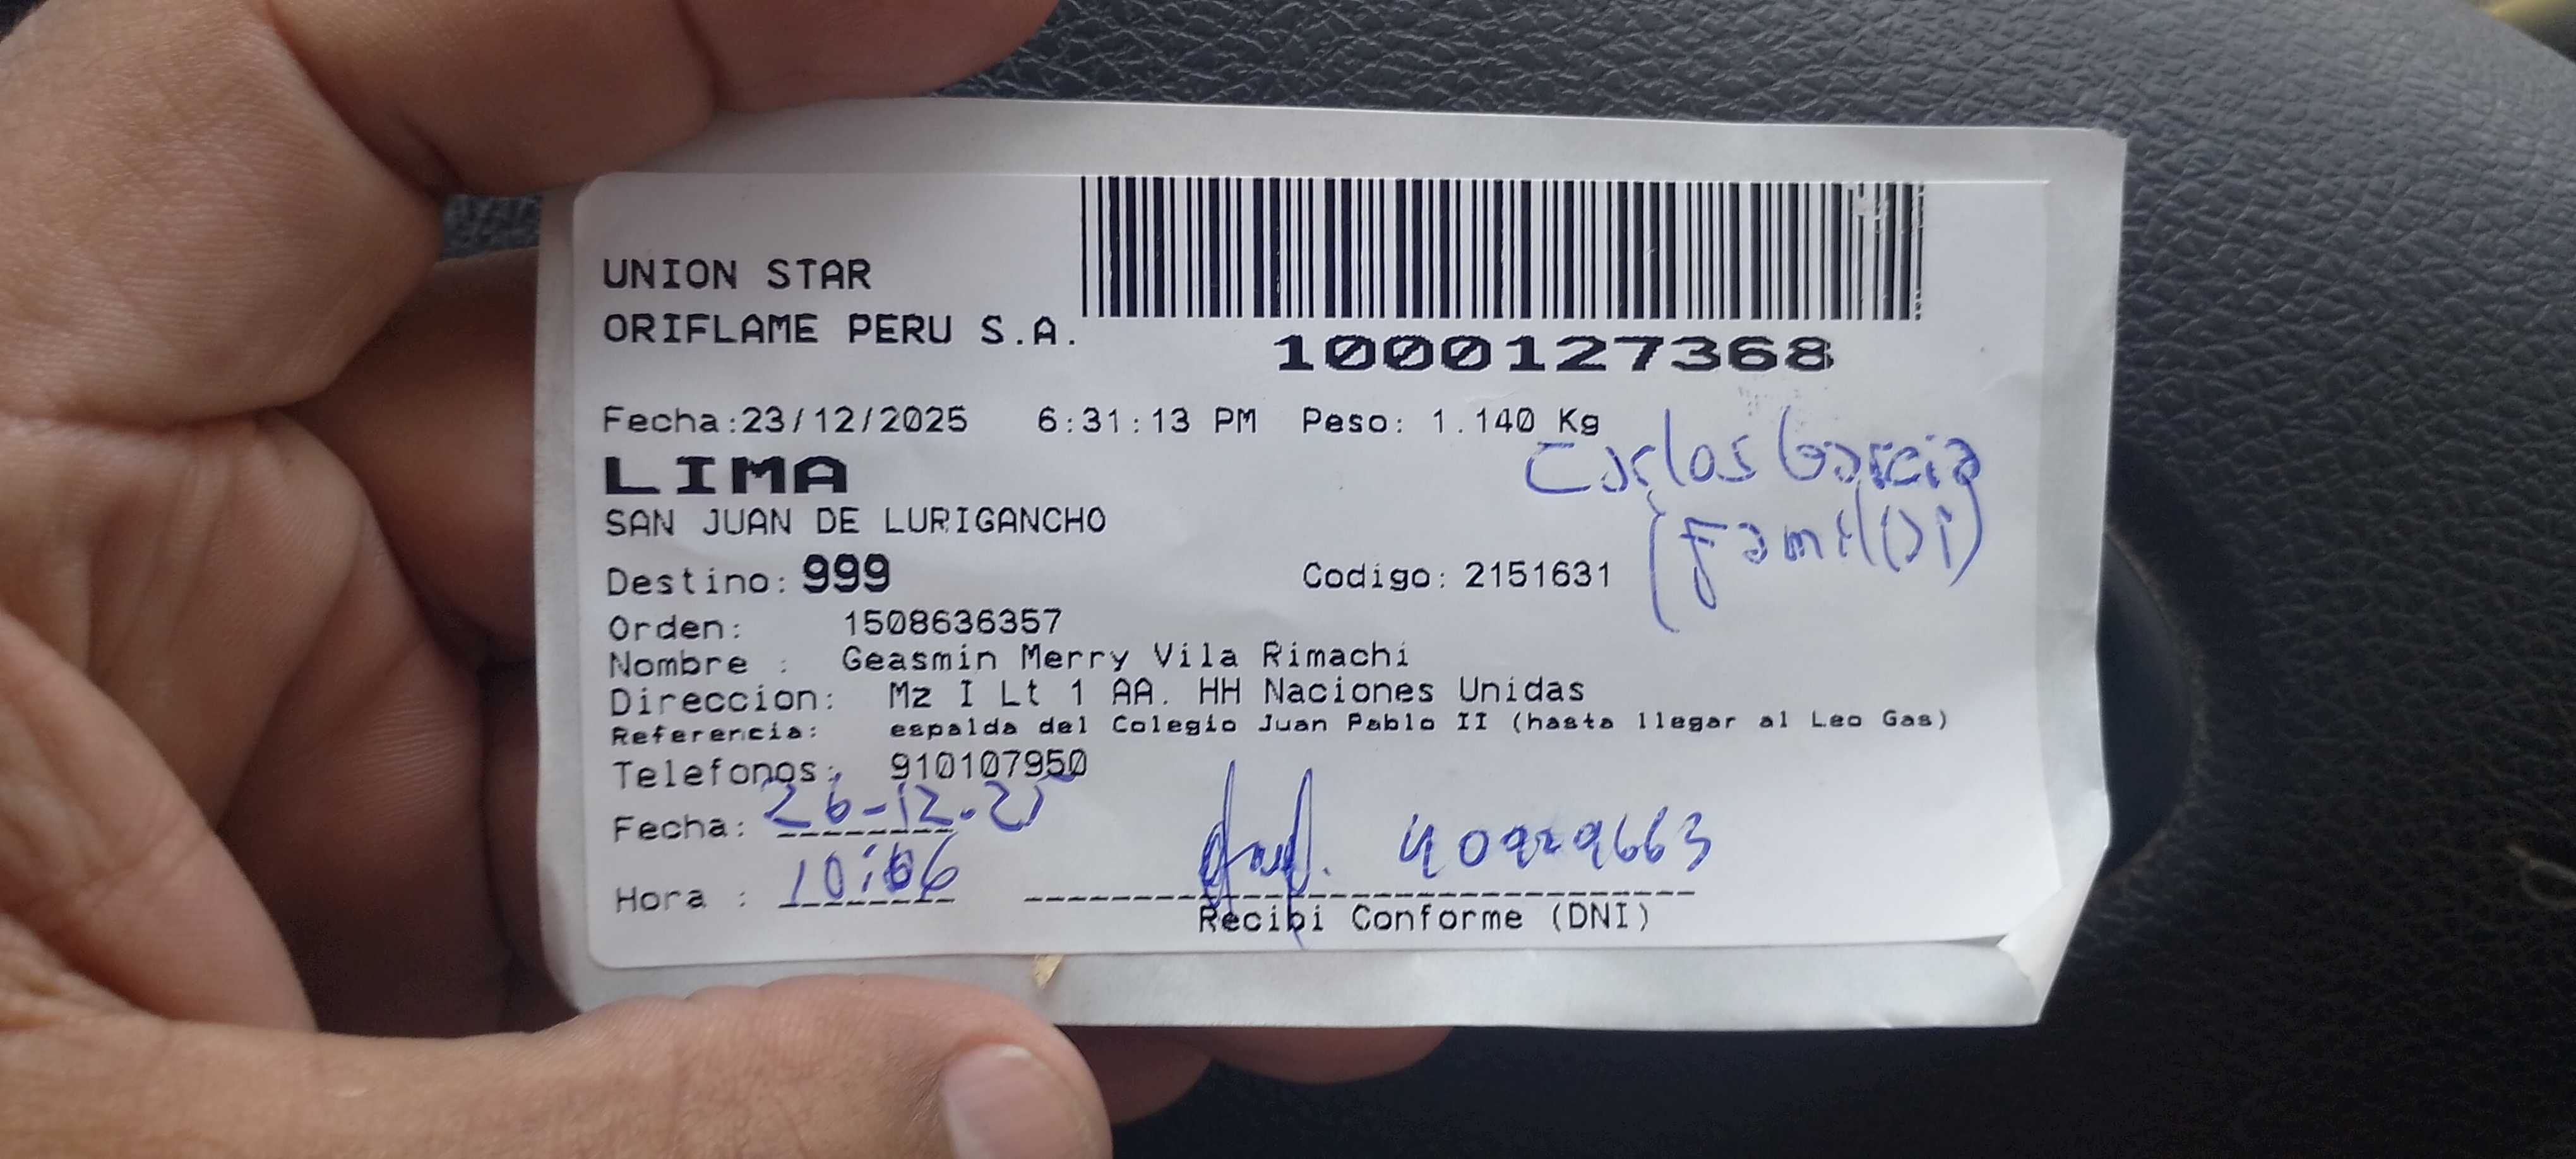 UNION STAR
ORIFLAME PERU S.A.
1000127368
Fecha:23/12/2025 6:31:13 PM Peso: 1.140 Kg
LIMA
Carlos Garcia
SAN JUAN DE LURIGANCHO
(Familiar)
Destino: 999 Codigo: 2151631
Orden: 1508636357
Nombre : Geasmin Merry Vila Rimachi
Direccion: Mz I Lt 1 AA. HH Naciones Unidas
Referencia: espalda del Colegio Juan Pablo II (hasta llegar al Leo Gas)
Telefonos: 910107950
Fecha: 26-12-25
Hora : 10:06
Recibi Conforme (DNI)